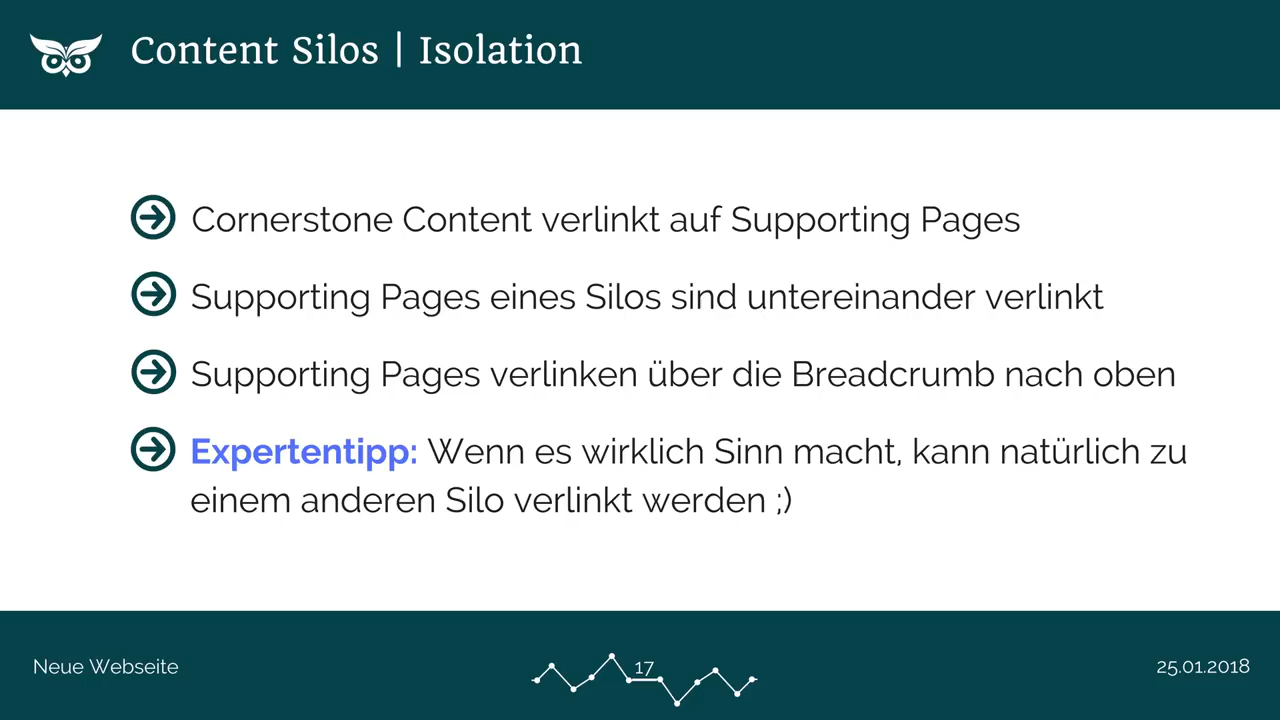 Content Silos | Isolation
Cornerstone Content verlinkt auf Supporting Pages
Supporting Pages eines Silos sind untereinander verlinkt
Supporting Pages verlinken über die Breadcrumb nach oben
Expertentipp: Wenn es wirklich Sinn macht, kann natürlich zu
einem anderen Silo verlinkt werden ;)
Neue Webseite
17
25.01.2018